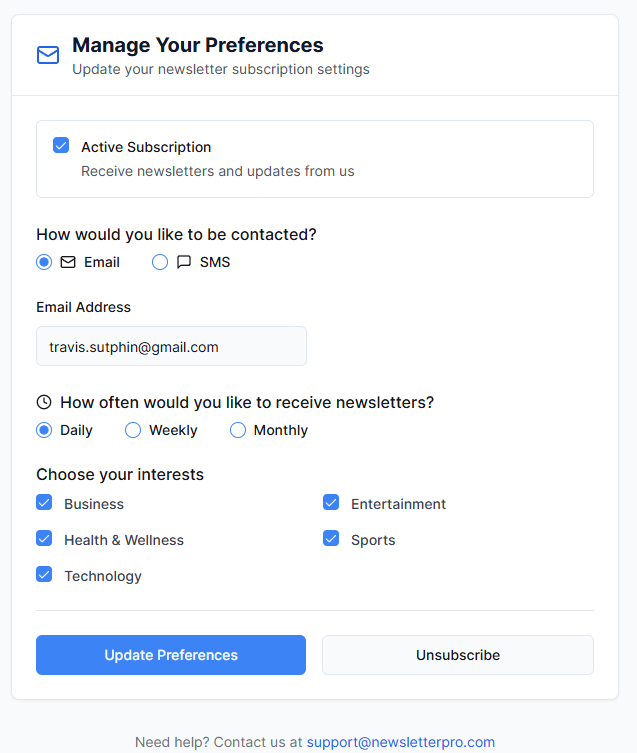 Manage Your Preferences
Update your newsletter subscription settings
Active Subscription
Receive newsletters and updates from us
How would you like to be contacted?
Email SMS
Email Address
travis.sutphin@gmail.com
How often would you like to receive newsletters?
Daily Weekly Monthly
Choose your interests
Business Entertainment
Health & Wellness Sports
Technology
Update Preferences Unsubscribe
Need help? Contact us at support@newsletterpro.com